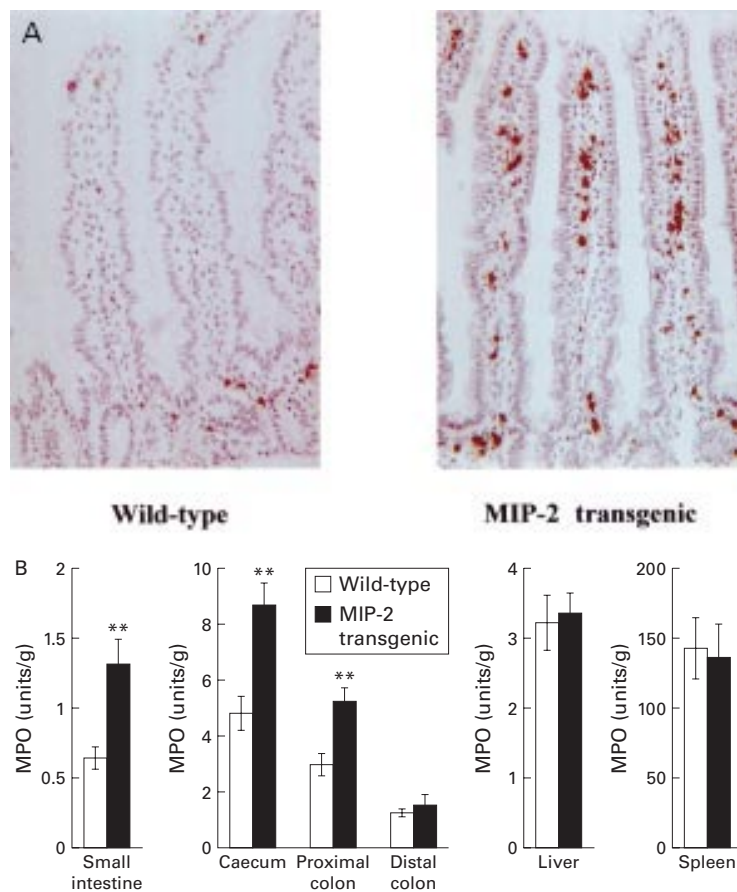 A
Wild-type
MIP-2 transgenic
B
MPO (units/g)
2
1.5
1
0.5
0
**
Small
intestine
MPO (units/g)
10
8
6
4
2
0
**
**
Wild-type
MIP-2
transgenic
Caecum
Proximal
colon
Distal
colon
MPO (units/g)
4
3
2
1
0
Liver
MPO (units/g)
200
150
100
50
0
Spleen